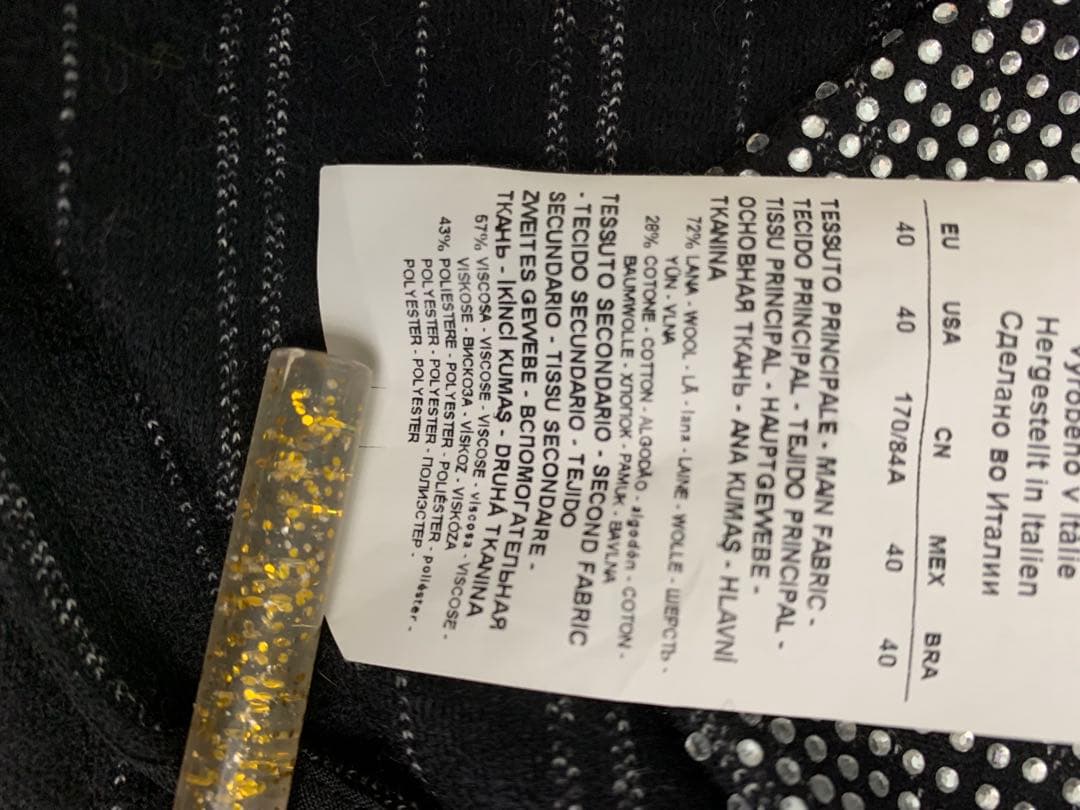 Vyrobeno v Itálie
Hergestellt in Italien
Сделано во Италии
EU USA CN MEX BRA
40 40 170/84A 40 40
TESSUTO PRINCIPALE - MAIN FABRIC -
TECIDO PRINCIPAL - TEJIDO PRINCIPAL -
TISSU PRINCIPAL - HAUPTGEWEBE -
ОСНОВНАЯ ТКАНЬ - ANA KUMAŞ - HLAVNÍ
TKANINA
72% LANA - WOOL - LÃ - lana - LAINE - WOLLE - ШЕРСТЬ -
YÜN - VLNA
28% COTONE - COTTON - ALGODÃO - algodón - COTON -
BAUMWOLLE - ХЛОПОК - PAMUK - BAVLNA
TESSUTO SECONDARIO - SECOND FABRIC
- TECIDO SECUNDARIO - TEJIDO
SECUNDARIO - TISSU SECONDAIRE -
ZWEITES GEWEBE - ВСПОМОГАТЕЛЬНАЯ
ТКАНЬ - İKİNCİ KUMAŞ - DRUHÁ TKANINA
57% VISCOSA - VISCOSE - VISCOSE - viscosa - VISCOSE -
VISKOSE - ВИСКОЗА - VİSKOZ - VISKÓZA
43% POLIESTERE - POLYESTER - POLIÉSTER - poliéster -
POLYESTER - POLYESTER - ПОЛИЭСТЕР -
POLYESTER - POLYESTER